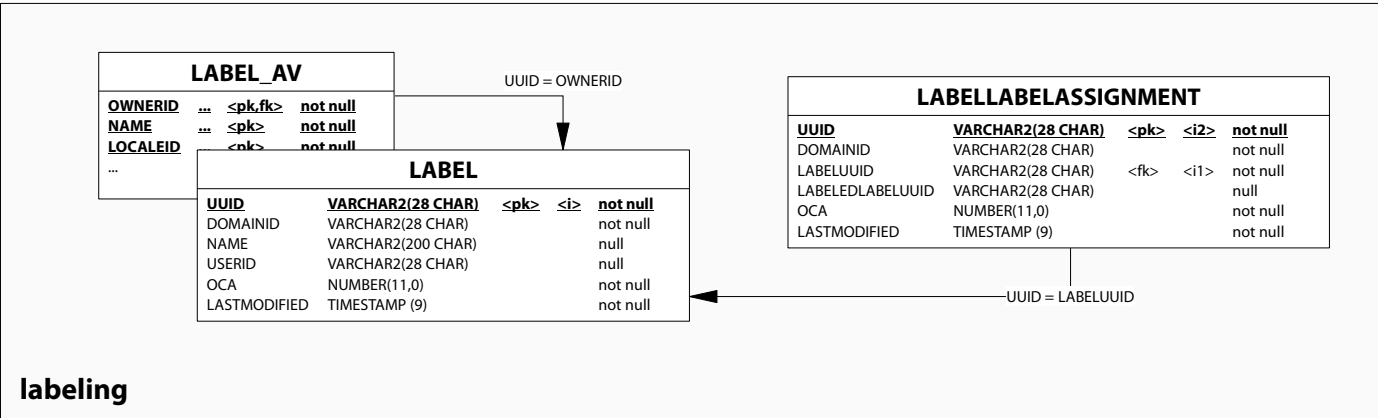 LABEL_AV
OWNERID ... <pk,fk> not null
NAME ... <pk> not null
LOCALEID ... <pk> not null
...
UUID = OWNERID
LABEL
UUID VARCHAR2(28 CHAR) <pk> <i> not null
DOMAINID VARCHAR2(28 CHAR) not null
NAME VARCHAR2(200 CHAR) null
USERID VARCHAR2(28 CHAR) null
OCA NUMBER(11,0) not null
LASTMODIFIED TIMESTAMP (9) not null
LABELLABELASSIGNMENT
UUID VARCHAR2(28 CHAR) <pk> <i2> not null
DOMAINID VARCHAR2(28 CHAR) not null
LABELUUID VARCHAR2(28 CHAR) <fk> <i1> not null
LABELEDLABELUUID VARCHAR2(28 CHAR) null
OCA NUMBER(11,0) not null
LASTMODIFIED TIMESTAMP (9) not null
UUID = LABELUUID
labeling